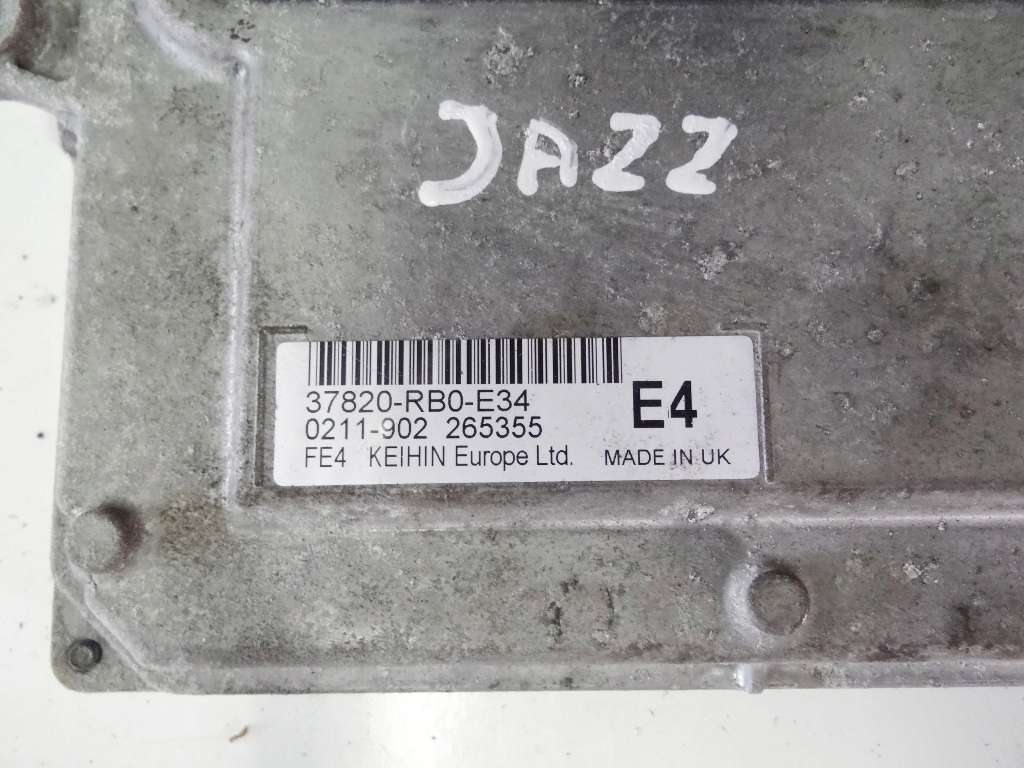 JAZZ
37820-RB0-E34
E4
0211-902 265355
FE4 KEIHIN Europe Ltd. MADE IN UK